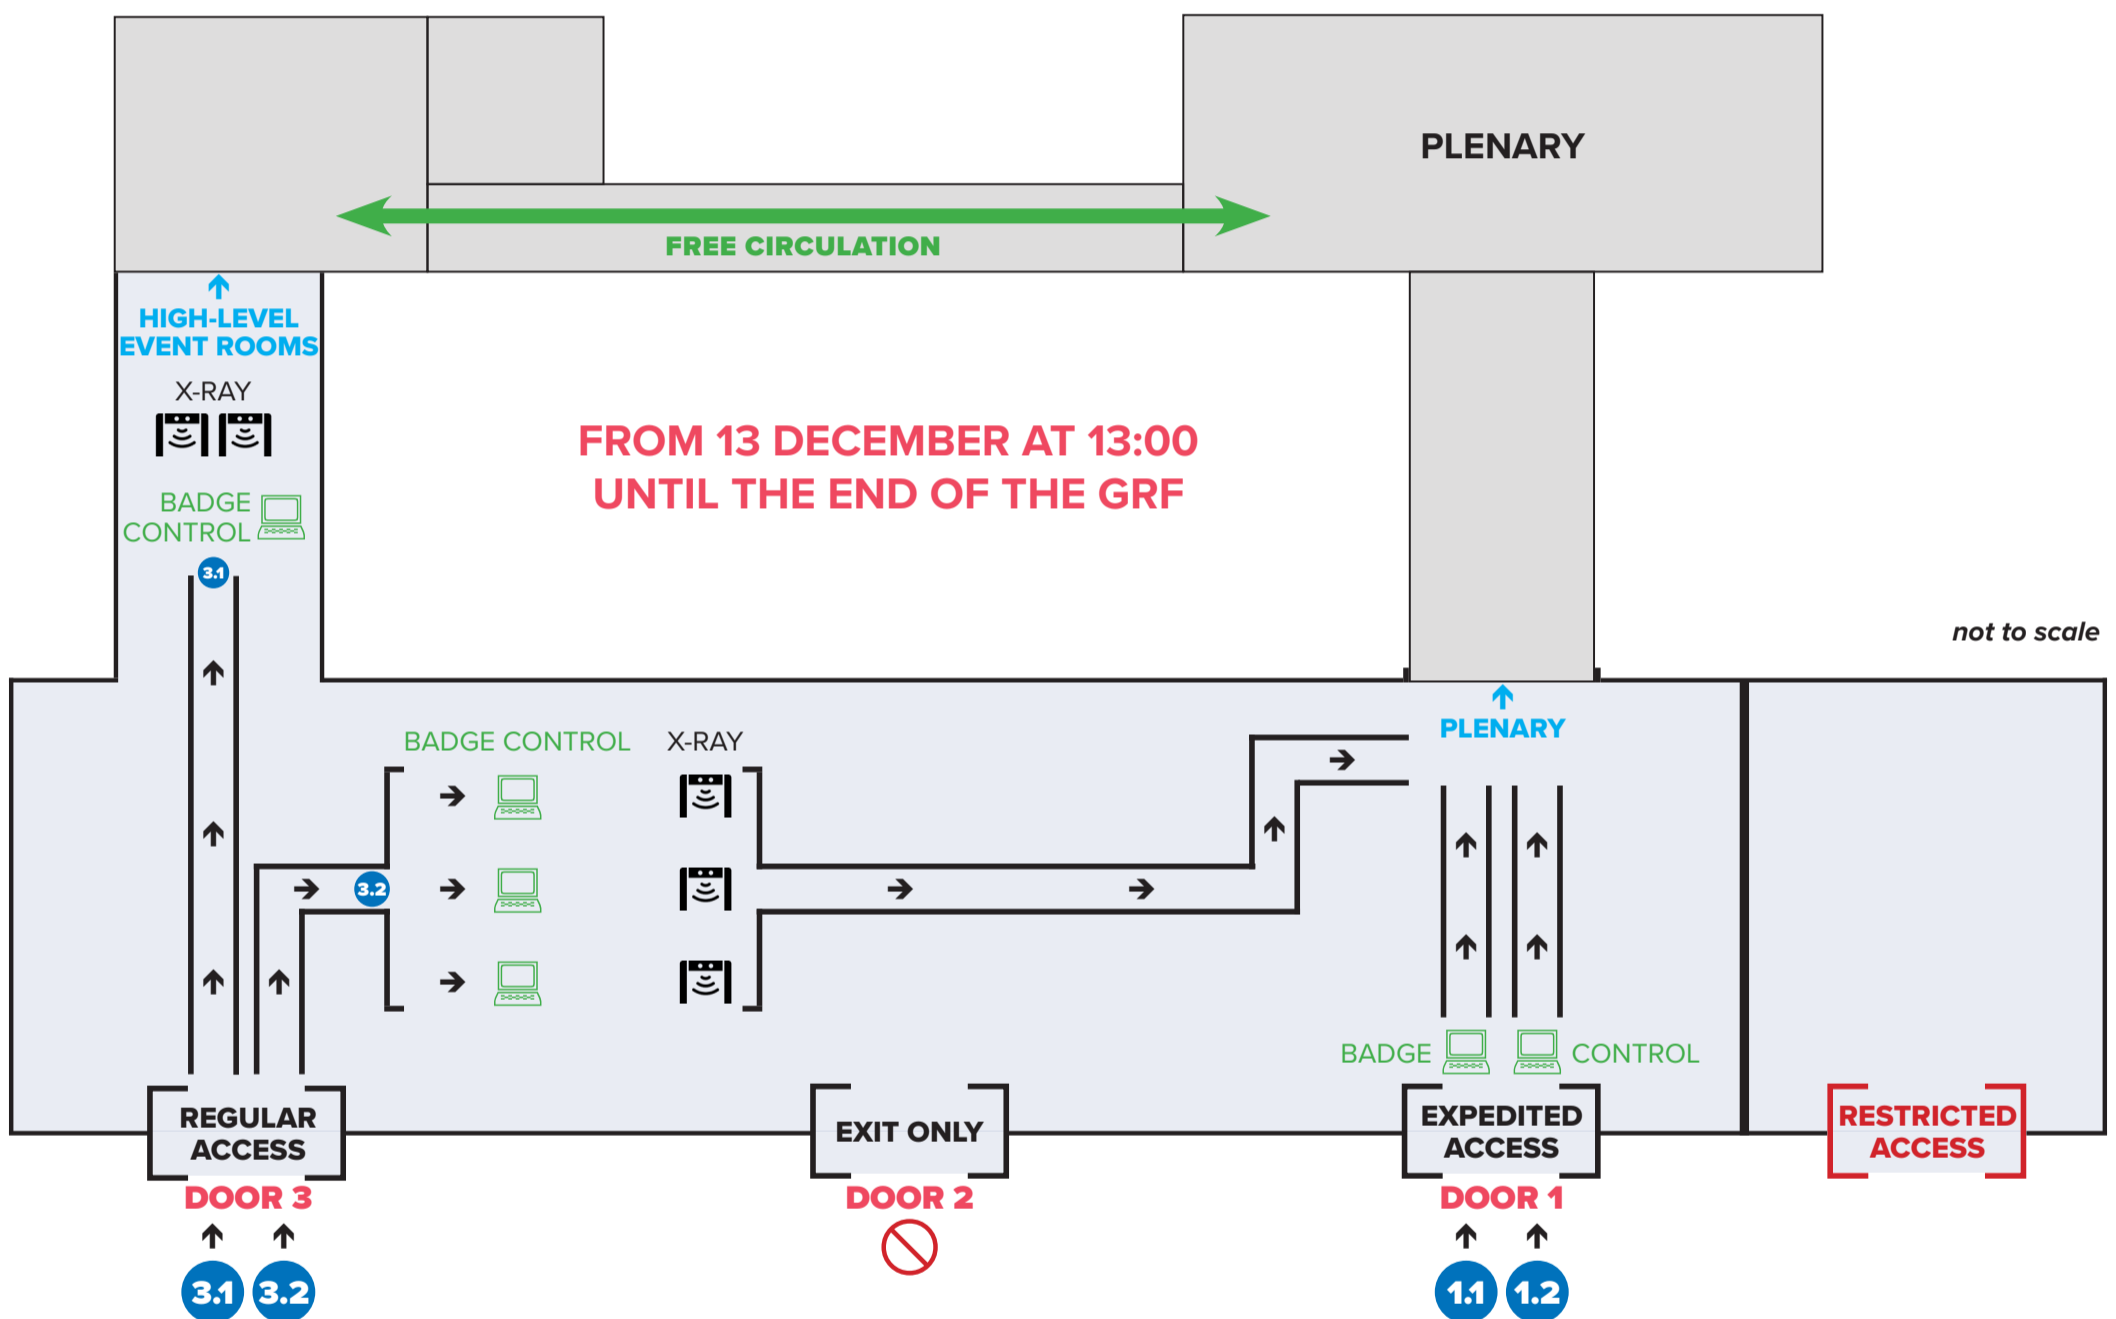 PLENARY
FREE CIRCULATION
HIGH-LEVEL
EVENT ROOMS
X-RAY
BADGE
CONTROL
3.1
FROM 13 DECEMBER AT 13:00
UNTIL THE END OF THE GRF
not to scale
BADGE CONTROL
X-RAY
3.2
PLENARY
BADGE
CONTROL
REGULAR
ACCESS
DOOR 3
3.1
3.2
EXIT ONLY
DOOR 2
EXPEDITED
ACCESS
DOOR 1
1.1
1.2
RESTRICTED
ACCESS